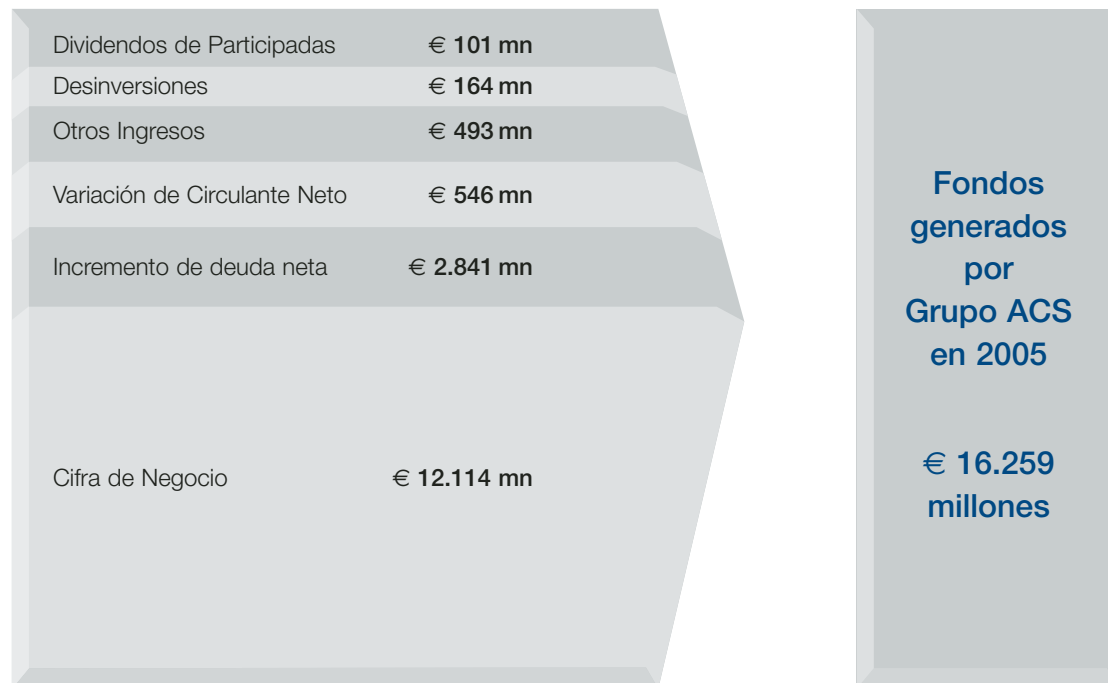 Dividendos de Participadas € 101 mn
Desinversiones € 164 mn
Otros Ingresos € 493 mn
Variación de Circulante Neto € 546 mn
Incremento de deuda neta € 2.841 mn
Cifra de Negocio € 12.114 mn
Fondos
generados
por
Grupo ACS
en 2005
€ 16.259
millones